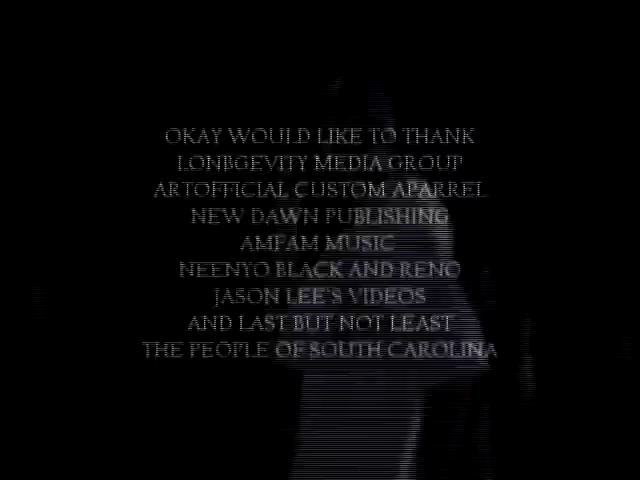 OKAY WOULD LIKE TO THANK
LONBGEVITY MEDIA GROUP
ARTOFFICIAL CUSTOM APARREL
NEW DAWN PUBLISHING
AMFAM MUSIC
NEENYO BLACK AND RENO
JASON LEE'S VIDEOS
AND LAST BUT NOT LEAST
THE PEOPLE OF SOUTH CAROLINA